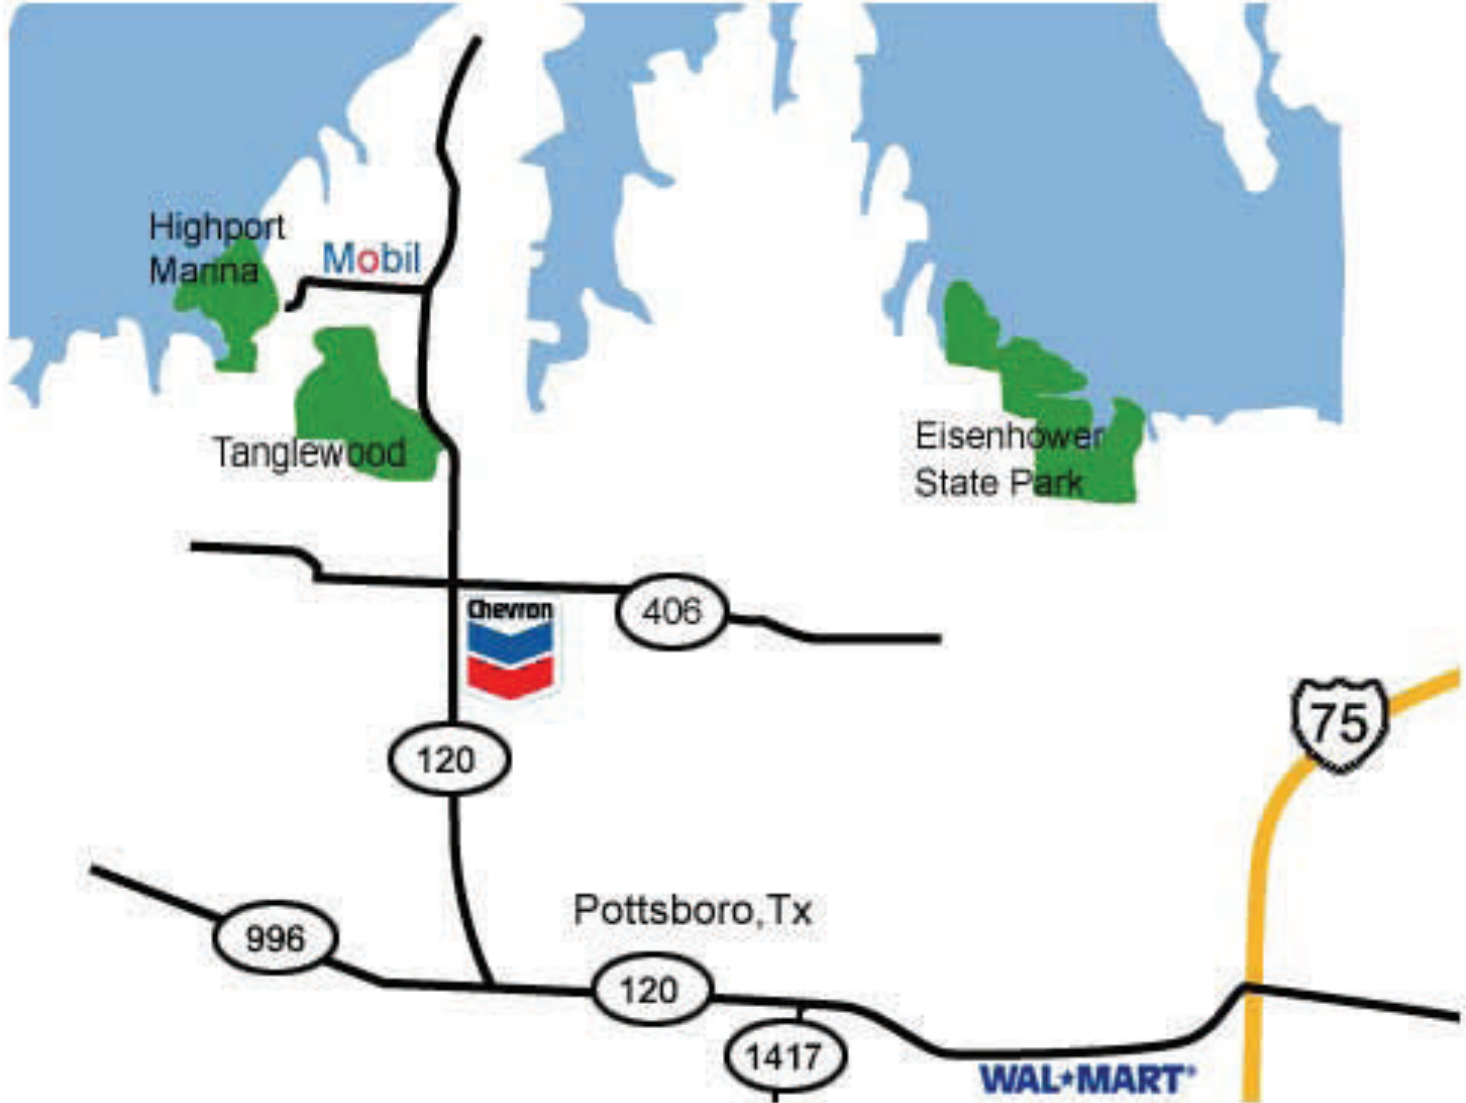 Highport
Marina
Mobil
Tanglewood
Eisenhower
State Park
406
Chevron
75
120
Pottsboro,Tx
996
120
1417
WAL★MART®